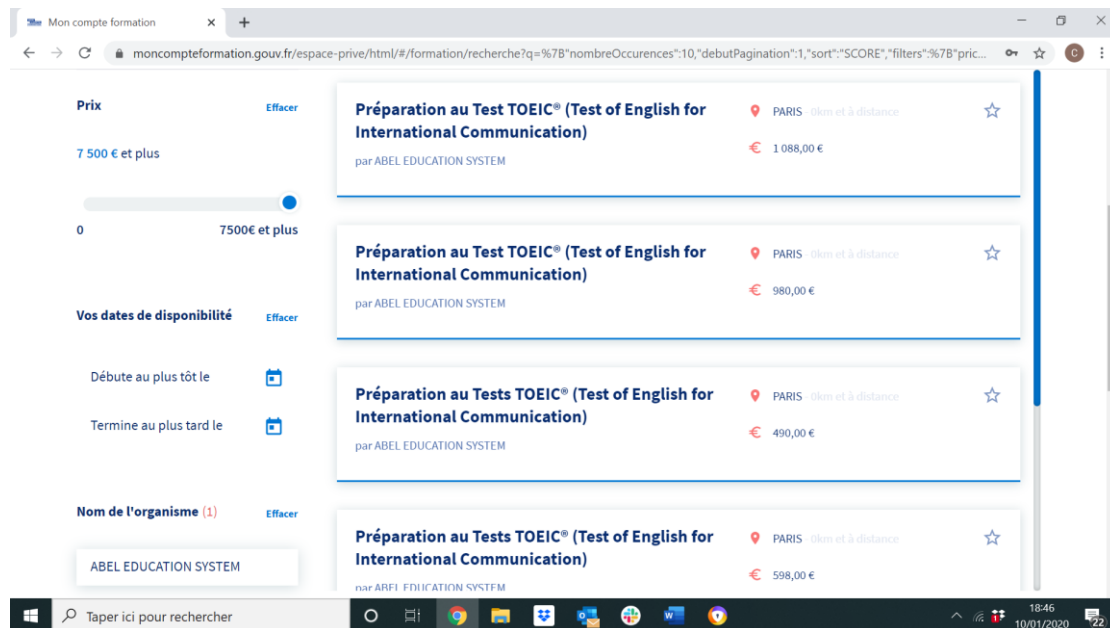 Mon compte formation
moncompteformation.gouv.fr/espace-prive/html/#/formation/recherche?q=%7B"nombreOccurences":10,"debutPagination":1,"sort":"SCORE","filters":%7B"pric...
C
Prix
Effacer
7 500 € et plus
0
7500€ et plus
Vos dates de disponibilité
Effacer
Débute au plus tôt le
Termine au plus tard le
Nom de l'organisme (1)
Effacer
ABEL EDUCATION SYSTEM
Préparation au Test TOEIC® (Test of English for
International Communication)
par ABEL EDUCATION SYSTEM
PARIS - 0km et à distance
€ 1 088,00 €
Préparation au Test TOEIC® (Test of English for
International Communication)
par ABEL EDUCATION SYSTEM
PARIS - 0km et à distance
€ 980,00 €
Préparation au Tests TOEIC® (Test of English for
International Communication)
par ABEL EDUCATION SYSTEM
PARIS - 0km et à distance
€ 490,00 €
Préparation au Tests TOEIC® (Test of English for
International Communication)
par ABEL EDUCATION SYSTEM
PARIS - 0km et à distance
€ 598,00 €
Taper ici pour rechercher
18:46
10/01/2020
22